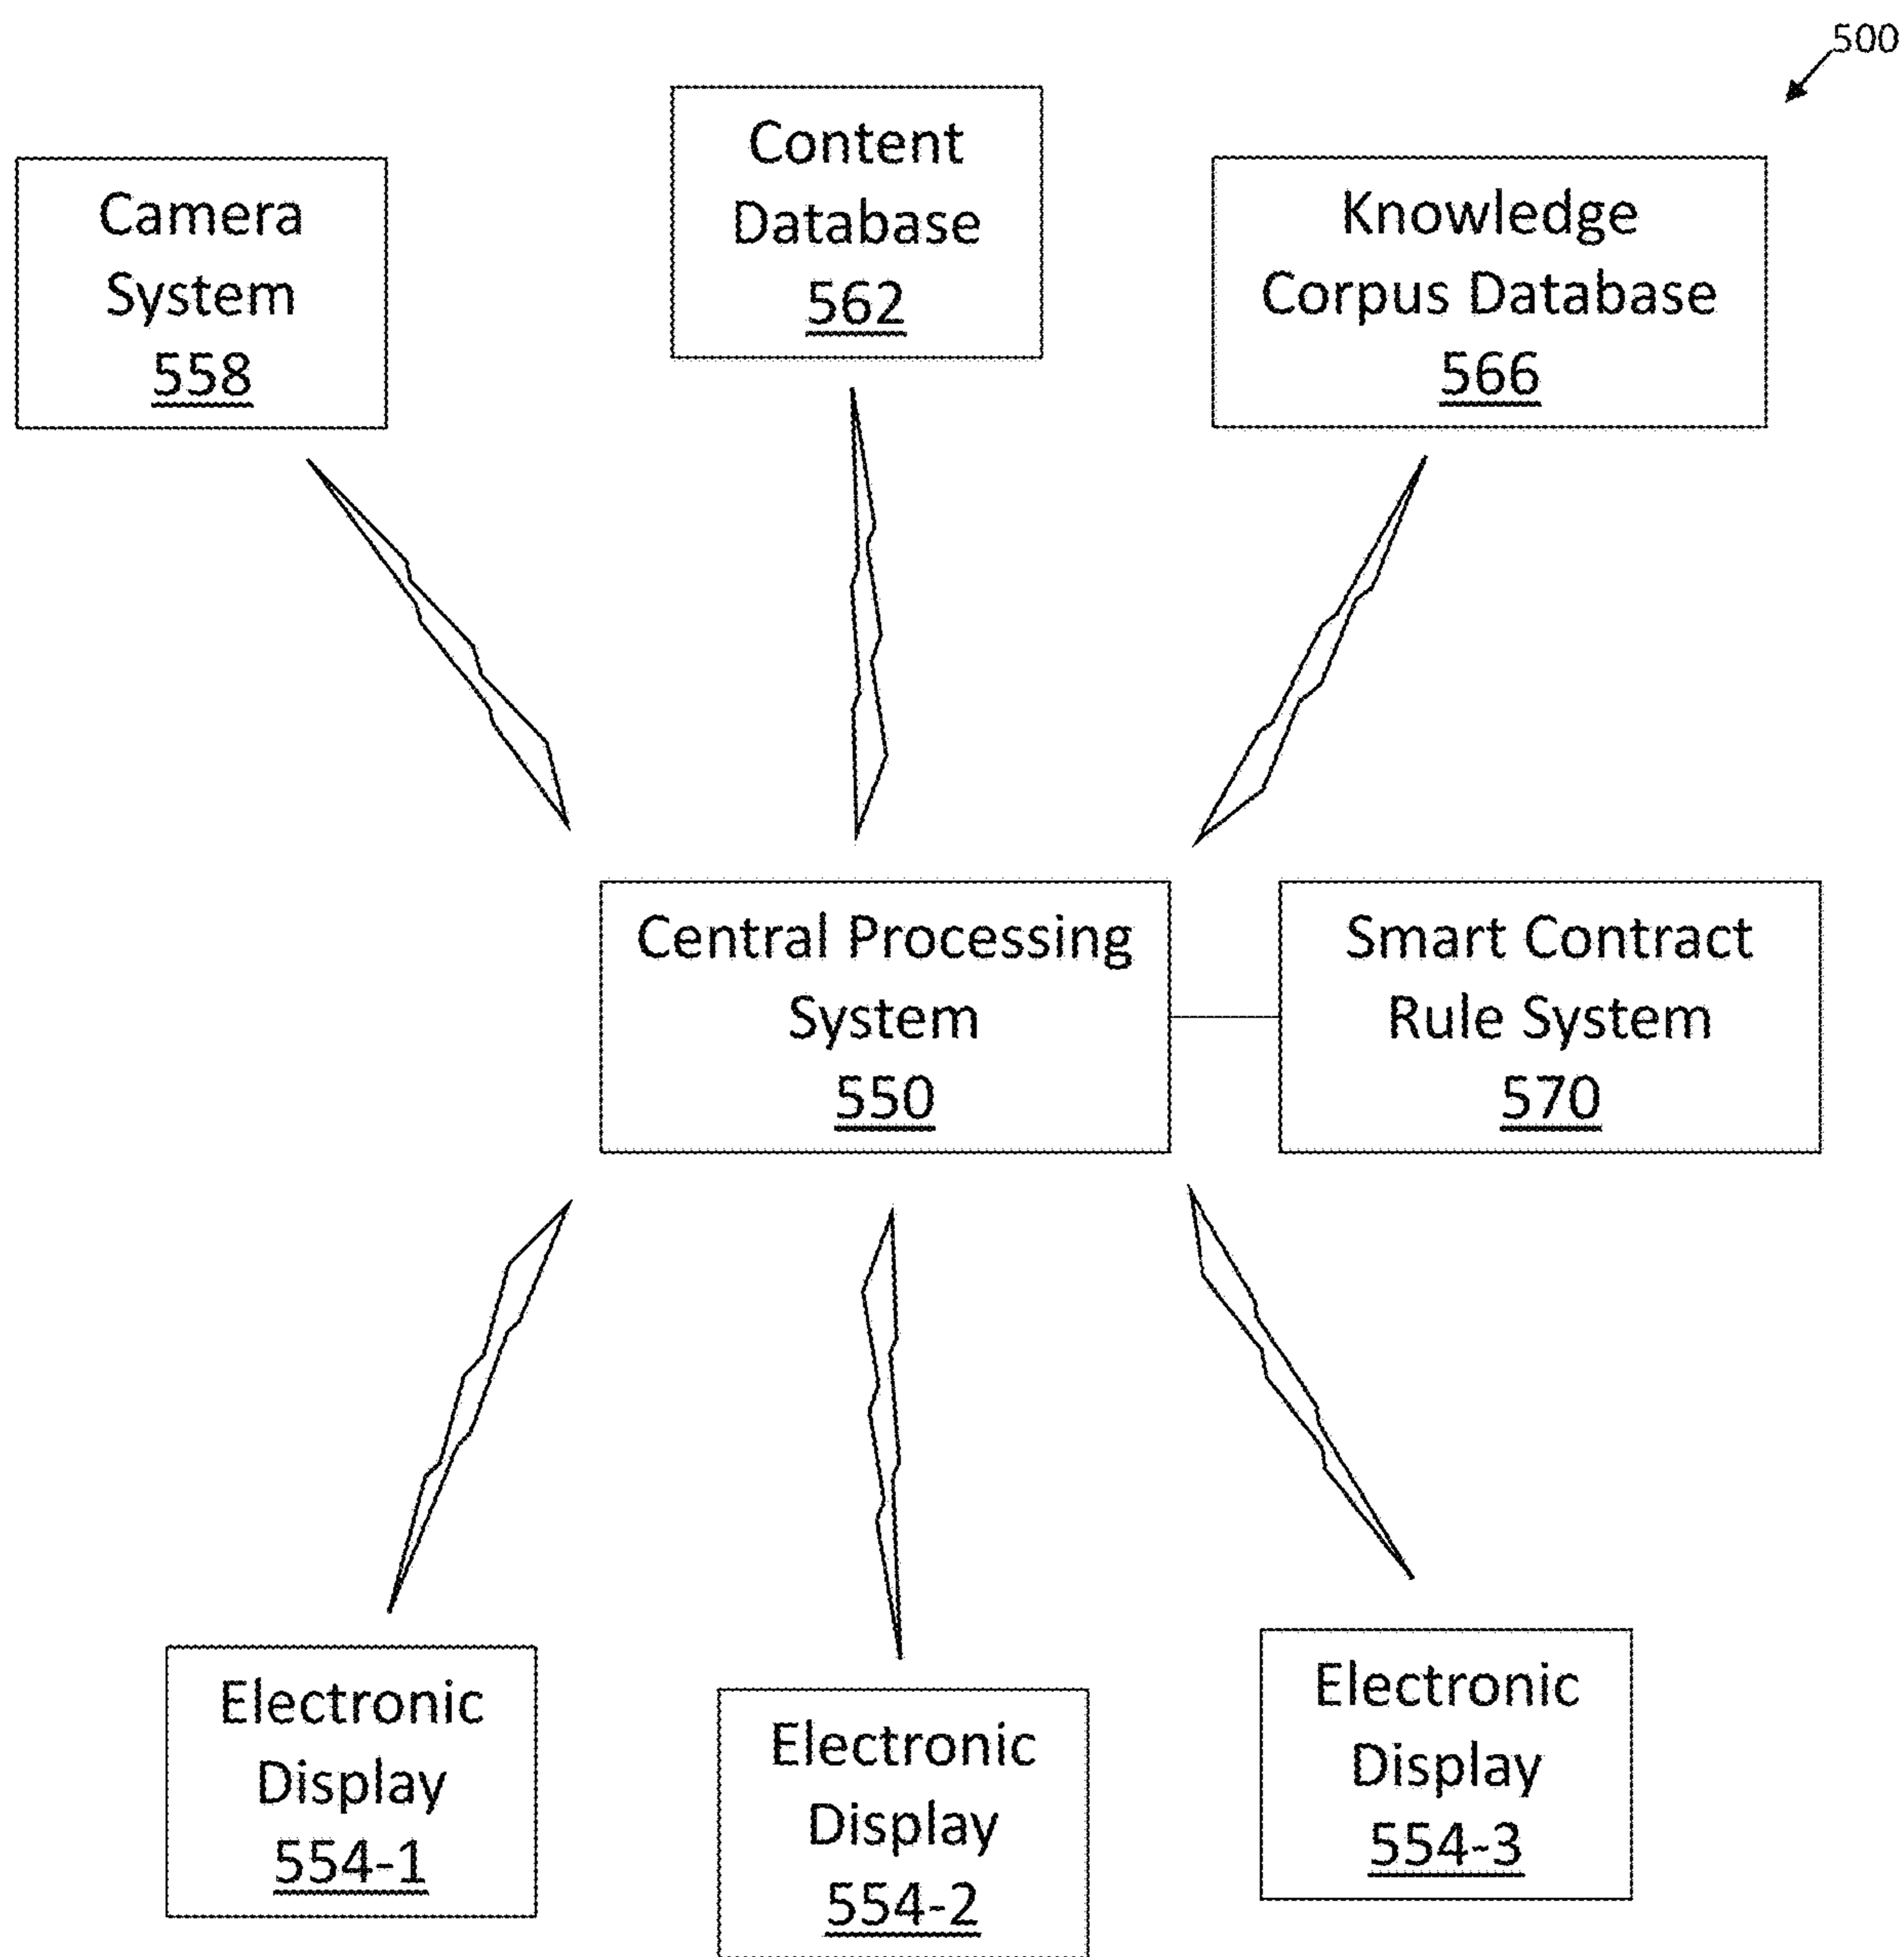 500
Camera
System
558
Content
Database
562
Knowledge
Corpus Database
566
Central Processing
System
550
Smart Contract
Rule System
570
Electronic
Display
554-1
Electronic
Display
554-2
Electronic
Display
554-3